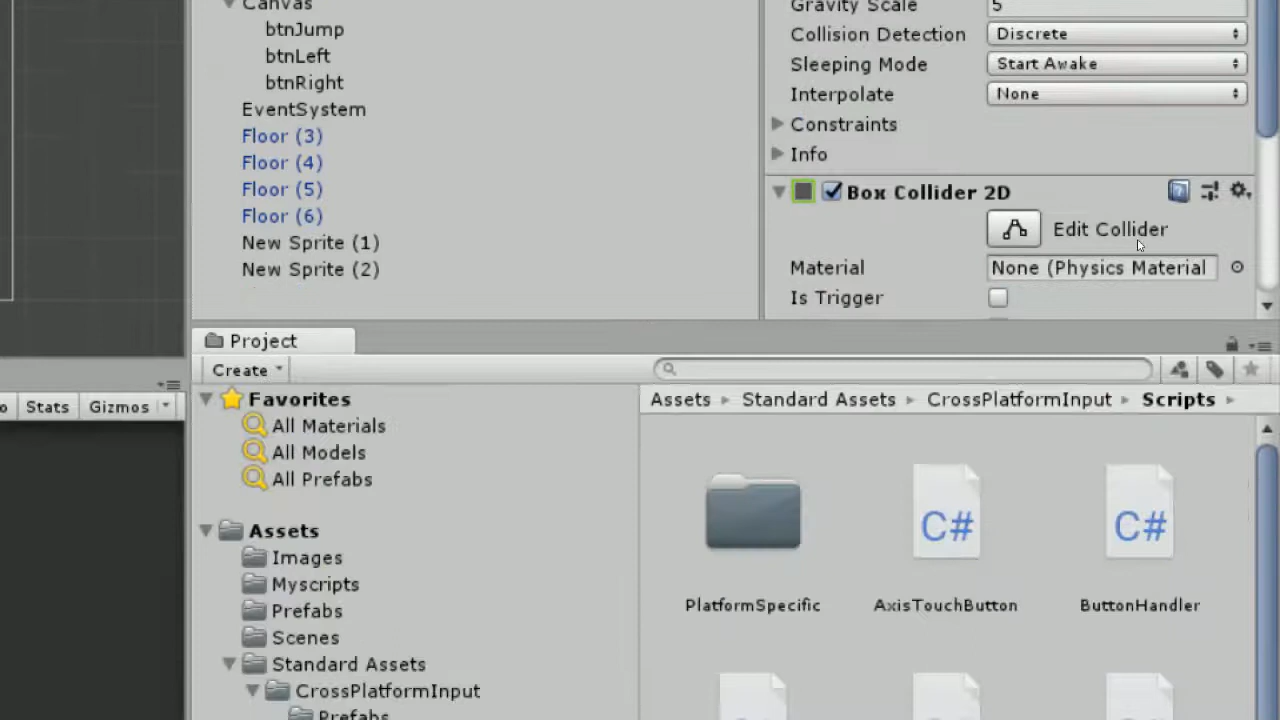 Canvas
btnJump
btnLeft
btnRight
EventSystem
Floor (3)
Floor (4)
Floor (5)
Floor (6)
New Sprite (1)
New Sprite (2)
Gravity Scale 5
Collision Detection Discrete
Sleeping Mode Start Awake
Interpolate None
Constraints
Info
Box Collider 2D
Edit Collider
Material None (Physics Material
Is Trigger
Stats Gizmos
Project
Create
Favorites
All Materials
All Models
All Prefabs
Assets
Images
Myscripts
Prefabs
Scenes
Standard Assets
CrossPlatformInput
Prefabs
Assets Standard Assets CrossPlatformInput Scripts
C# C#
PlatformSpecific AxisTouchButton ButtonHandler